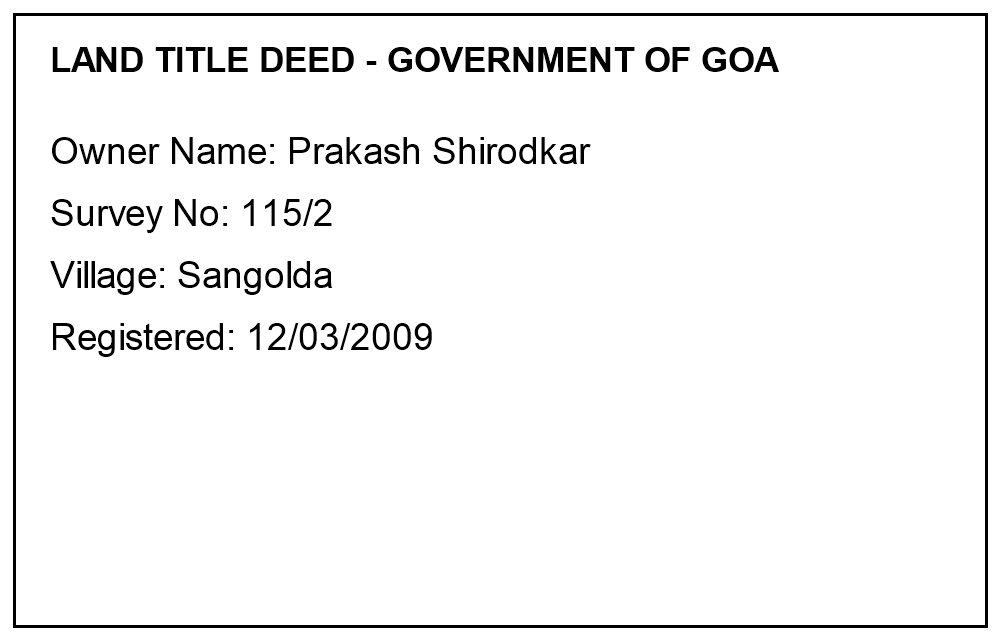 LAND TITLE DEED - GOVERNMENT OF GOA
Owner Name: Prakash Shirodkar
Survey No: 115/2
Village: Sangolda
Registered: 12/03/2009